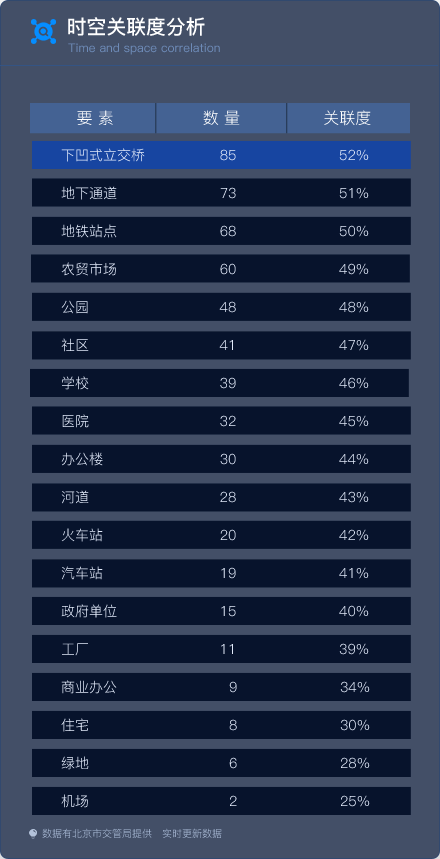 时空关联度分析
Time and space correlation
要 素 数 量 关联度
下凹式立交桥 85 52%
地下通道 73 51%
地铁站点 68 50%
农贸市场 60 49%
公园 48 48%
社区 41 47%
学校 39 46%
医院 32 45%
办公楼 30 44%
河道 28 43%
火车站 20 42%
汽车站 19 41%
政府单位 15 40%
工厂 11 39%
商业办公 9 34%
住宅 8 30%
绿地 6 28%
机场 2 25%
数据有北京市交管局提供 实时更新数据